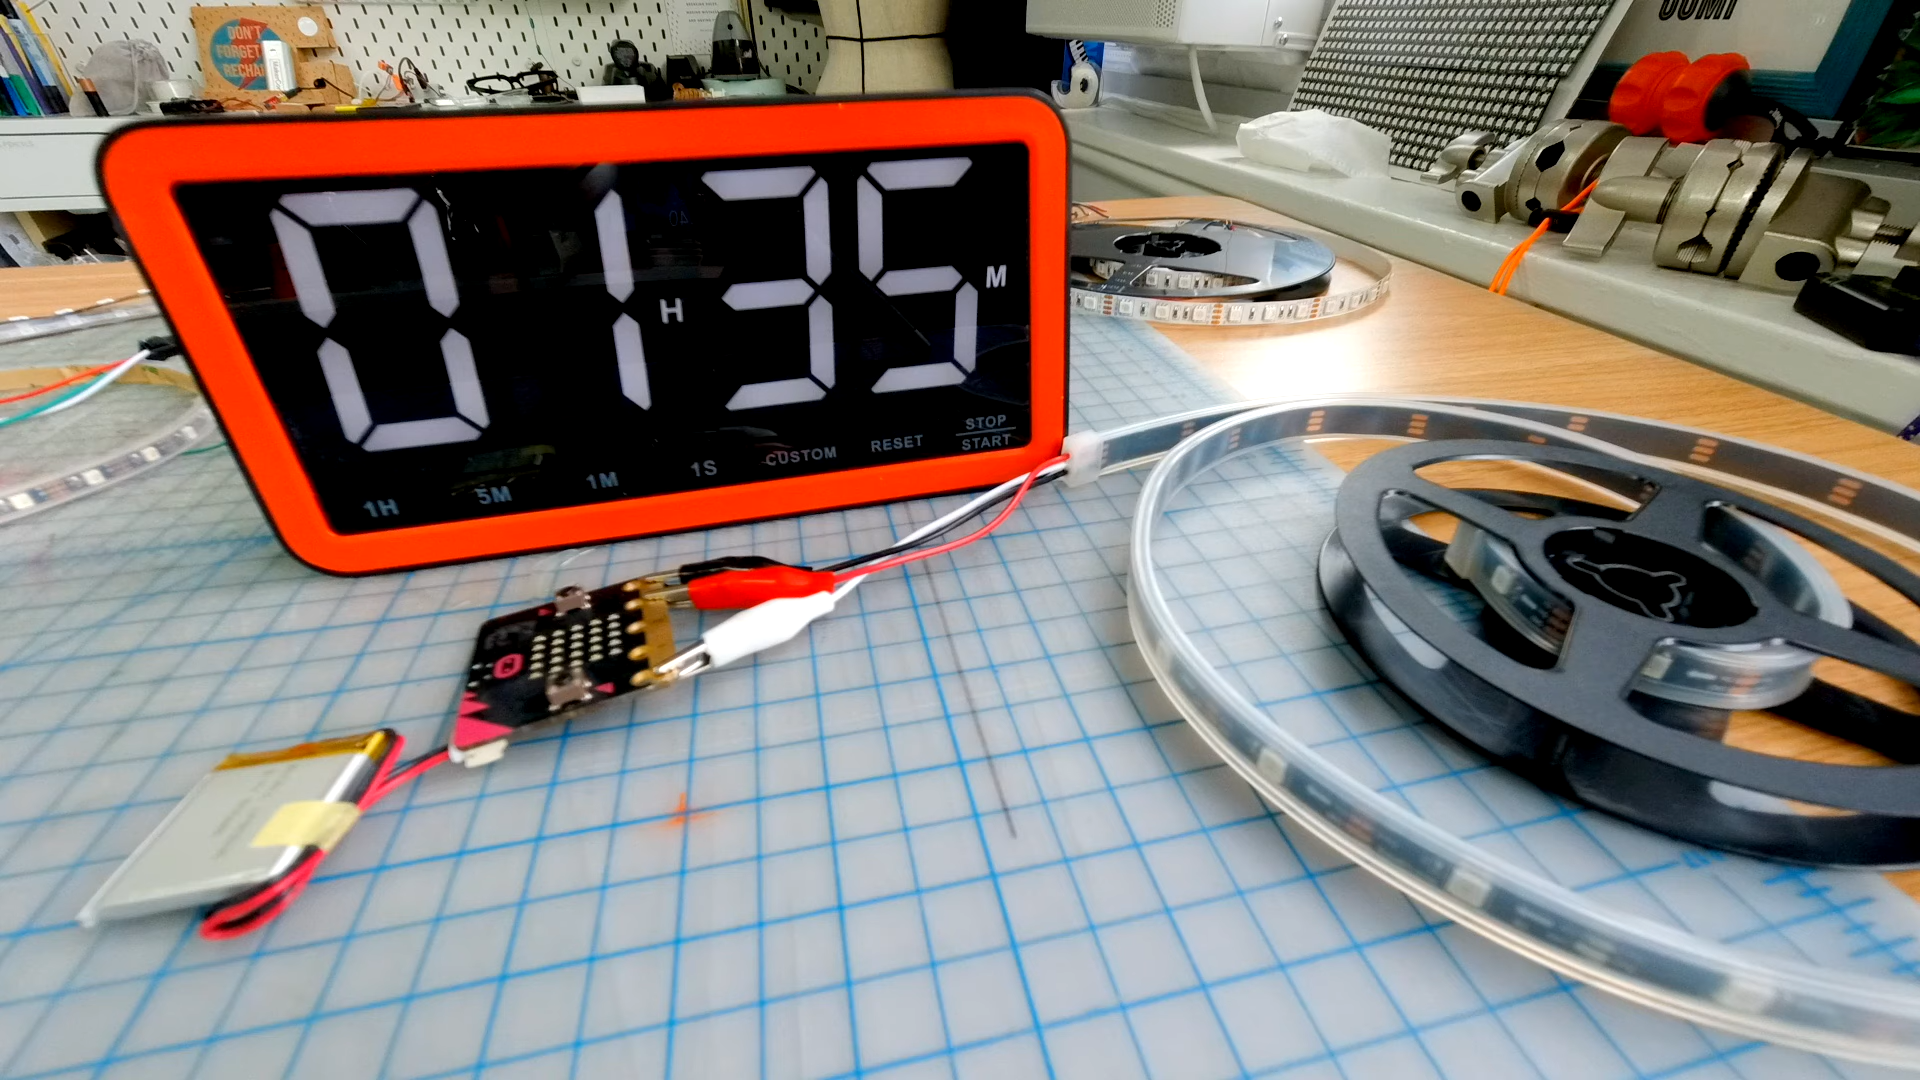 DON'T
FORGET
RECHA
01 H 35 M
1H 5M 1M 1S CUSTOM RESET STOP
START